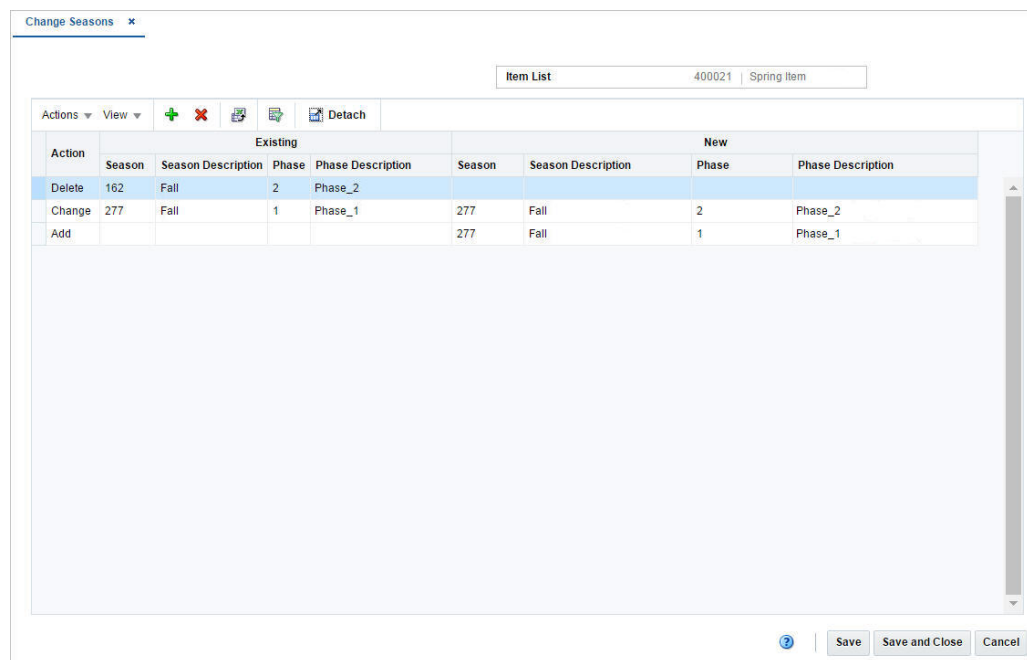 Change Seasons ×
Item List 400021 | Spring Item
Actions View Detach
Action Existing New
Season Season Description Phase Phase Description Season Season Description Phase Phase Description
Delete 162 Fall 2 Phase_2
Change 277 Fall 1 Phase_1 277 Fall 2 Phase_2
Add 277 Fall 1 Phase_1
? Save Save and Close Cancel